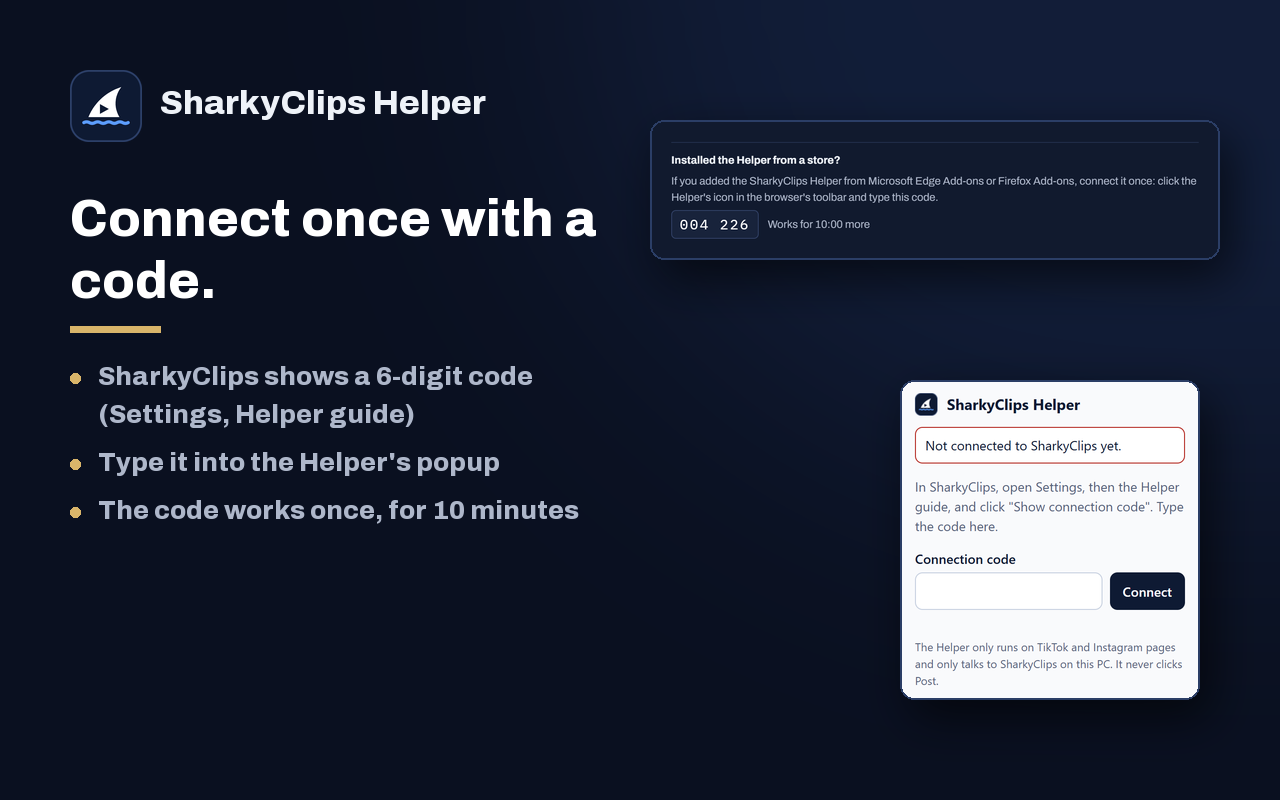 SharkyClips Helper
Connect once with a
code.
SharkyClips shows a 6-digit code
(Settings, Helper guide)
Type it into the Helper's popup
The code works once, for 10 minutes
Installed the Helper from a store?
If you added the SharkyClips Helper from Microsoft Edge Add-ons or Firefox Add-ons, connect it once: click the
Helper's icon in the browser's toolbar and type this code.
004 226 Works for 10:00 more
SharkyClips Helper
Not connected to SharkyClips yet.
In SharkyClips, open Settings, then the Helper
guide, and click "Show connection code". Type
the code here.
Connection code
Connect
The Helper only runs on TikTok and Instagram pages
and only talks to SharkyClips on this PC. It never clicks
Post.